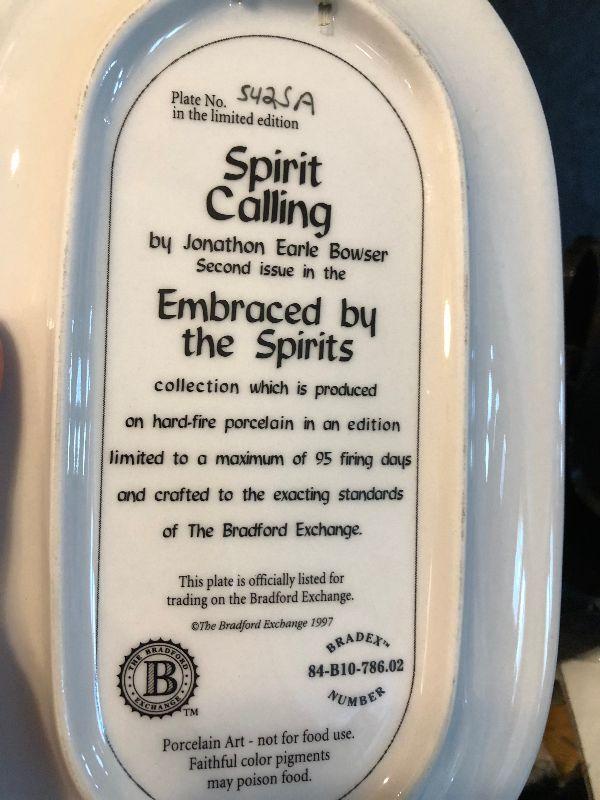 Plate No. 5425A
in the limited edition
Spirit
Calling
by Jonathon Earle Bowser
Second issue in the
Embraced by
the Spirits
collection which is produced
on hard-fire porcelain in an edition
limited to a maximum of 95 firing days
and crafted to the exacting standards
of The Bradford Exchange.
This plate is officially listed for
trading on the Bradford Exchange.
©The Bradford Exchange 1997
THE BRADFORD
B
EXCHANGE
TM
BRADEX™
84-B10-786.02
NUMBER
Porcelain Art - not for food use.
Faithful color pigments
may poison food.